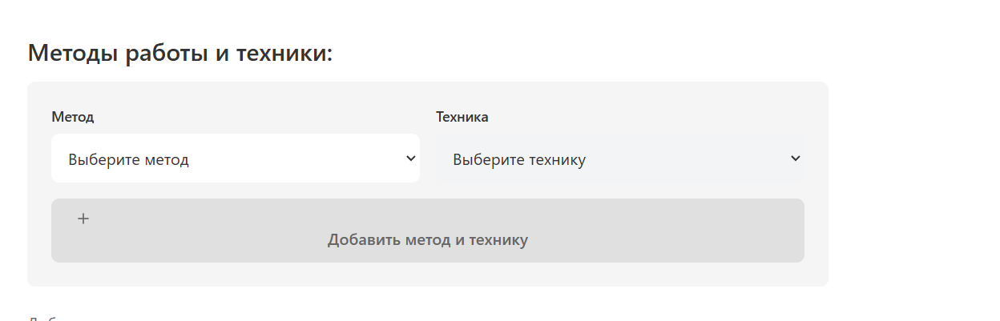 Методы работы и техники:
Метод
Техника
Выберите метод
Выберите технику
+
Добавить метод и технику